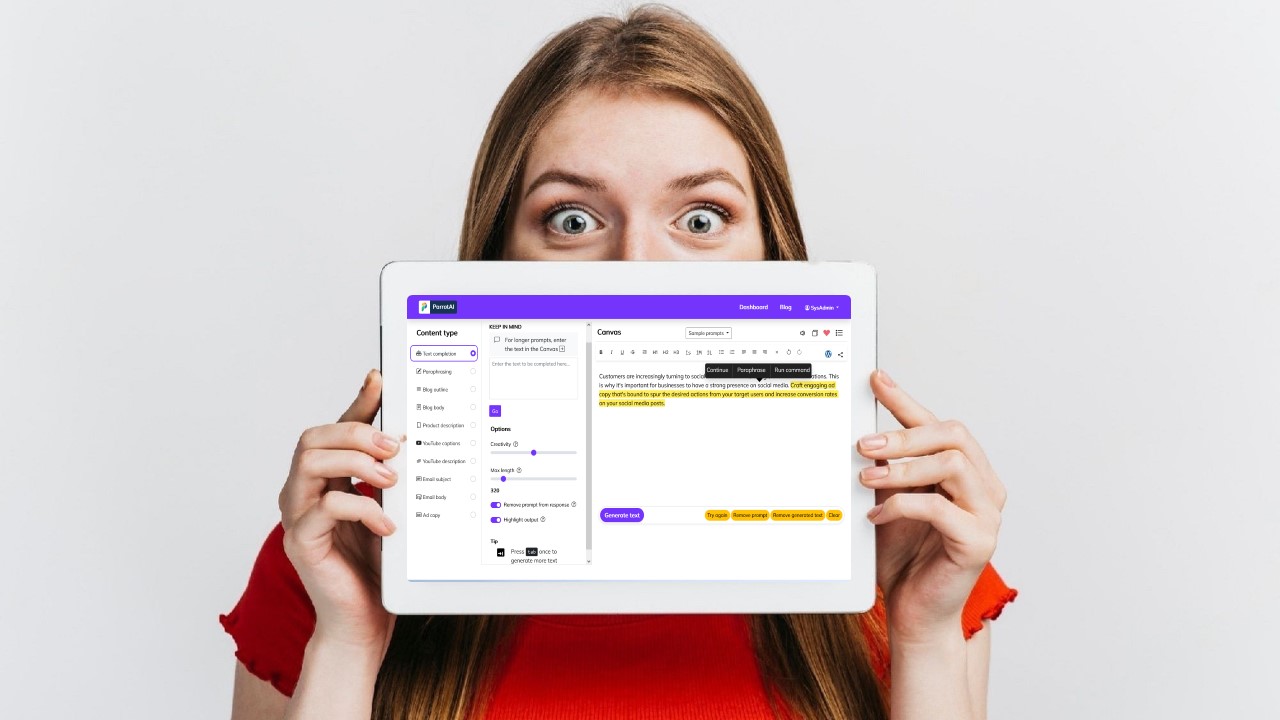 ParrotAI
Dashboard
Blog
SysAdmin
Content type
Text completion
Paraphrasing
Blog outline
Blog body
Product description
YouTube captions
YouTube description
Email subject
Email body
Ad copy
KEEP IN MIND
For longer prompts, enter
the text in the Canvas
Enter the text to be completed here...
Go
Options
Creativity
Max length
320
Remove prompt from response
Highlight output
Tip
Press tab once to
generate more text
Canvas
Sample prompts
B I U S H1 H2 H3
Continue Paraphrase Run command
Customers are increasingly turning to social ations. This
is why it's important for businesses to have a strong presence on social media. Craft engaging ad
copy that's bound to spur the desired actions from your target users and increase conversion rates
on your social media posts.
Generate text
Try again
Remove prompt
Remove generated text
Clear